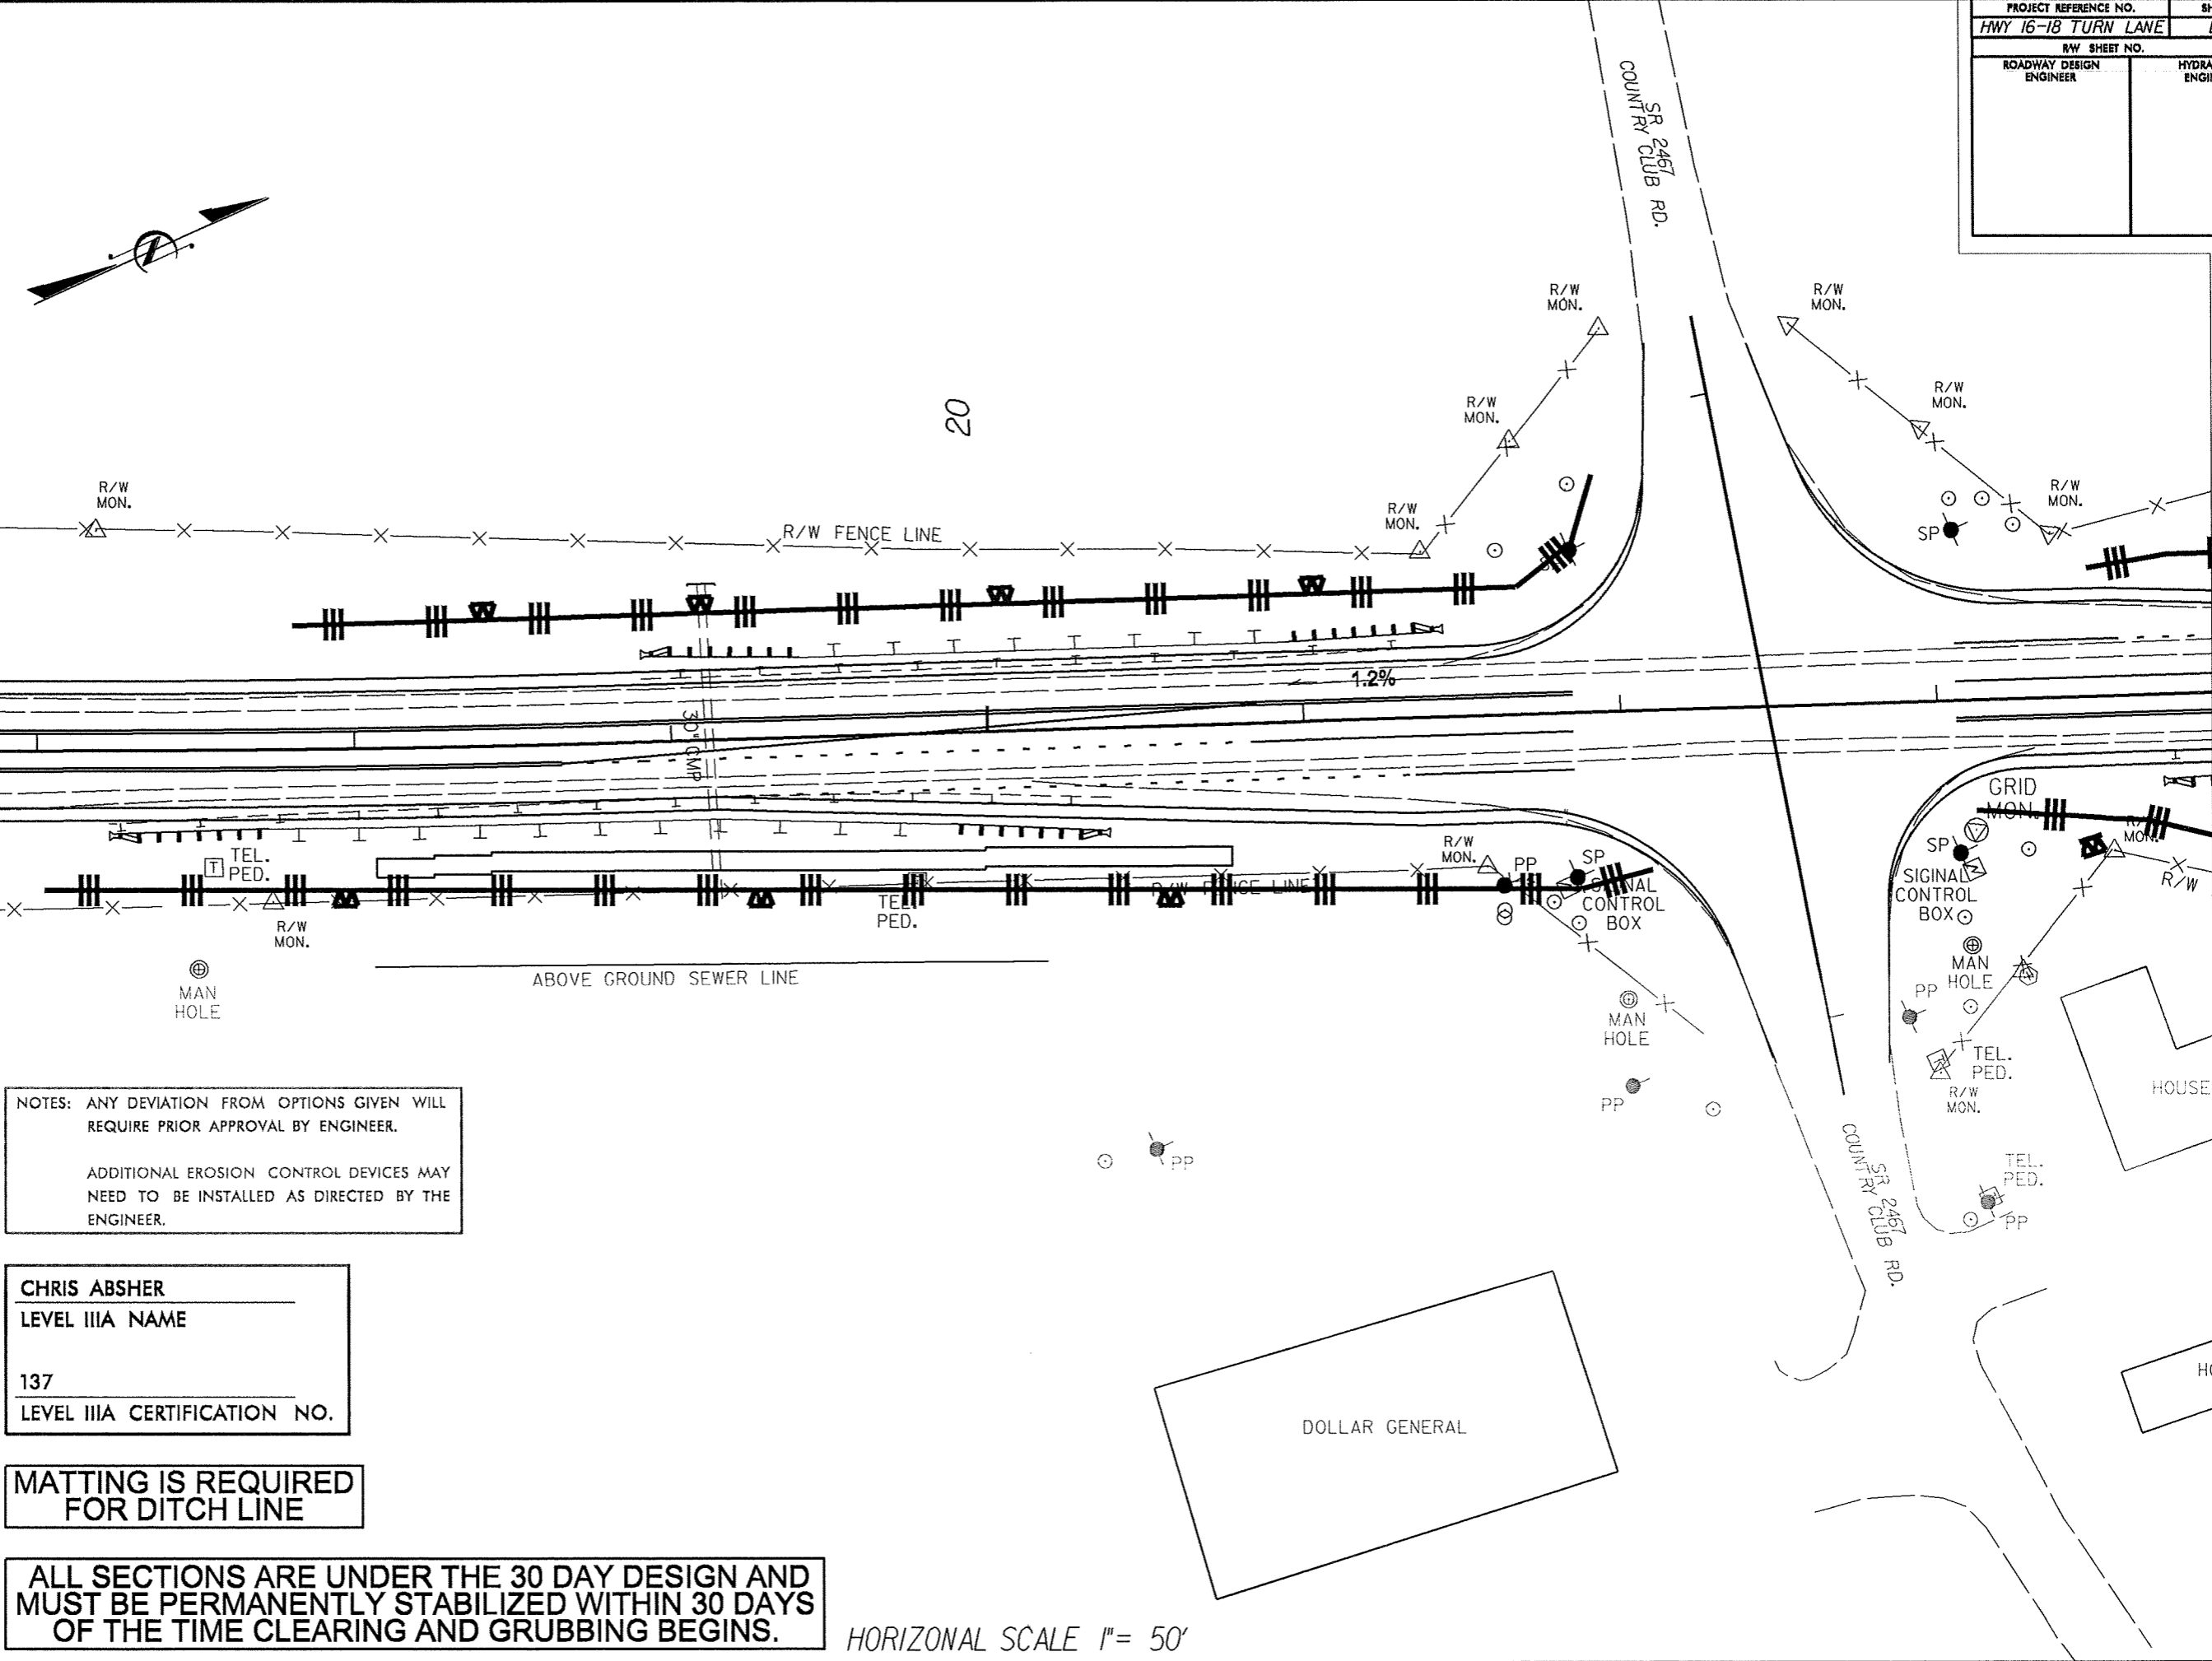 PROJECT REFERENCE NO.
HWY 16-18 TURN LANE
R/W SHEET NO.
ROADWAY DESIGN
ENGINEER
SR 2467
COUNTRY CLUB RD.
R/W
MON.
R/W
MON.
R/W
MON.
R/W
MON.
20
R/W
MON.
R/W
MON.
R/W
MON.
R/W FENCE LINE
SP
1.2%
30" CMP
GRID
MON.
R/W
MON.
SP
TEL.
PED.
T
R/W
MON.
PP
SP
R/W FENCE LINE
SIGNAL
CONTROL
BOX
SIGINAL
CONTROL
BOX
R/W
TEL.
PED.
R/W
MON.
ABOVE GROUND SEWER LINE
MAN
HOLE
MAN
HOLE
MAN
HOLE
PP
TEL.
PED.
R/W
MON.
HOUSE
PP
PP
TEL.
PED.
PP
SR 2467
COUNTRY CLUB RD.
NOTES: ANY DEVIATION FROM OPTIONS GIVEN WILL
REQUIRE PRIOR APPROVAL BY ENGINEER.
ADDITIONAL EROSION CONTROL DEVICES MAY
NEED TO BE INSTALLED AS DIRECTED BY THE
ENGINEER.
CHRIS ABSHER
LEVEL IIIA NAME
137
LEVEL IIIA CERTIFICATION NO.
DOLLAR GENERAL
MATTING IS REQUIRED
FOR DITCH LINE
ALL SECTIONS ARE UNDER THE 30 DAY DESIGN AND
MUST BE PERMANENTLY STABILIZED WITHIN 30 DAYS
OF THE TIME CLEARING AND GRUBBING BEGINS.
HORIZONAL SCALE 1"= 50'